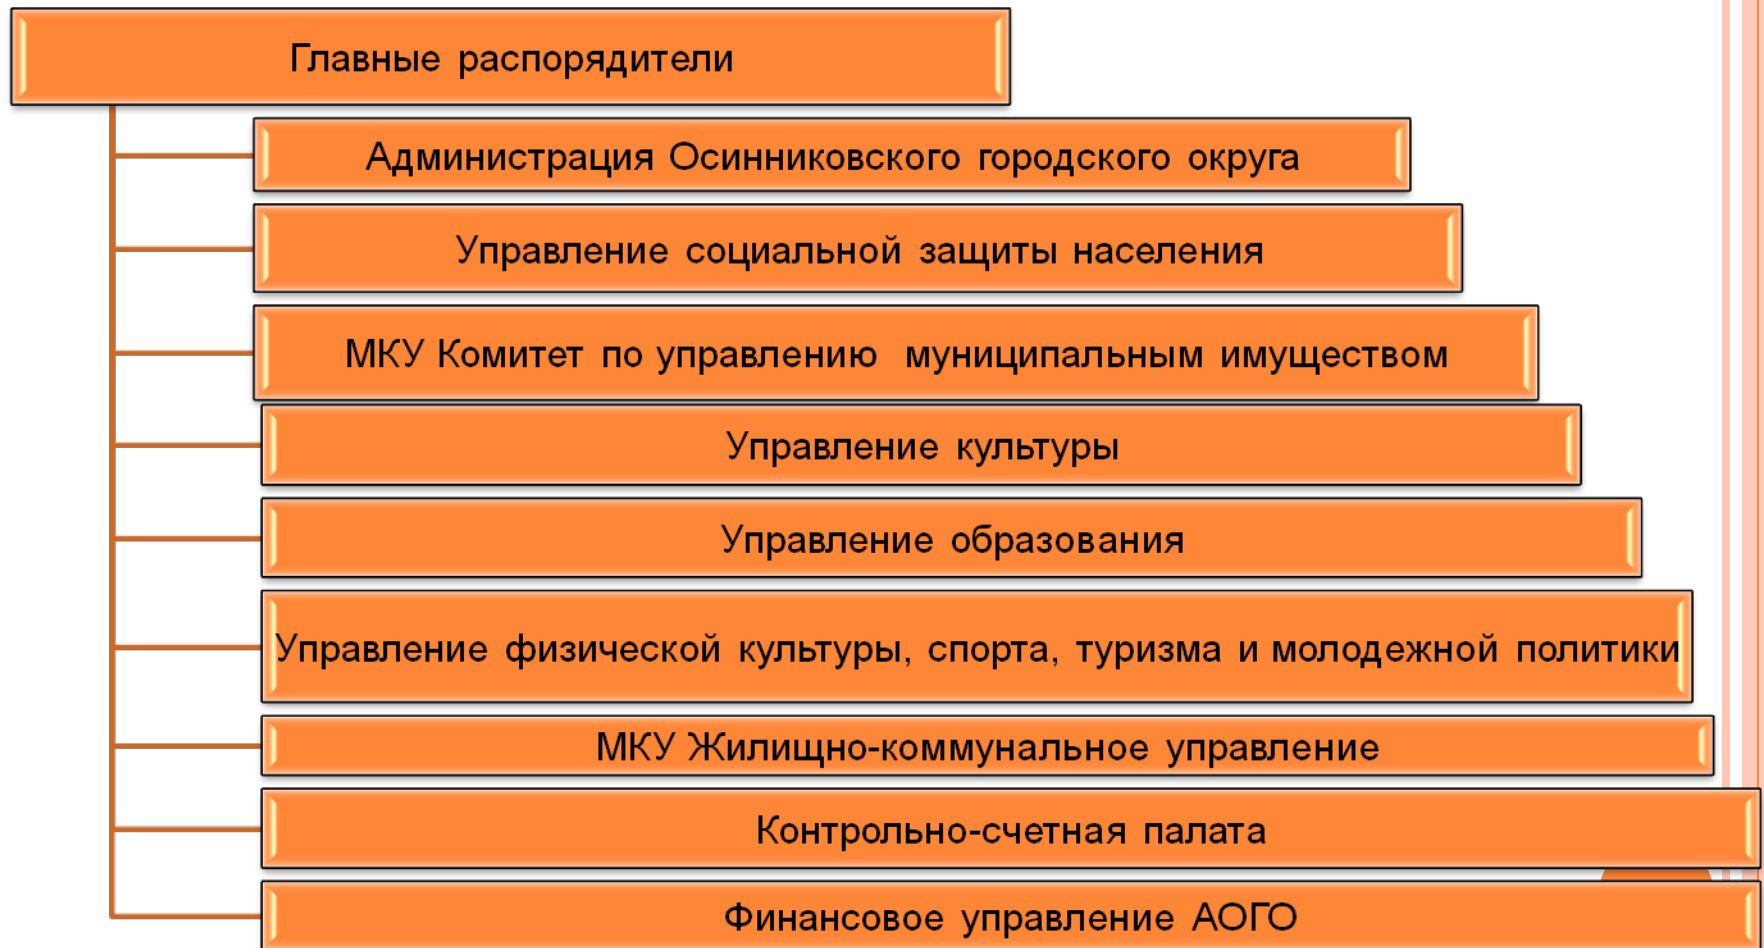 Главные распорядители
Администрация Осинниковского городского округа
Управление социальной защиты населения
МКУ Комитет по управлению муниципальным имуществом
Управление культуры
Управление образования
Управление физической культуры, спорта, туризма и молодежной политики
МКУ Жилищно-коммунальное управление
Контрольно-счетная палата
Финансовое управление АОГО